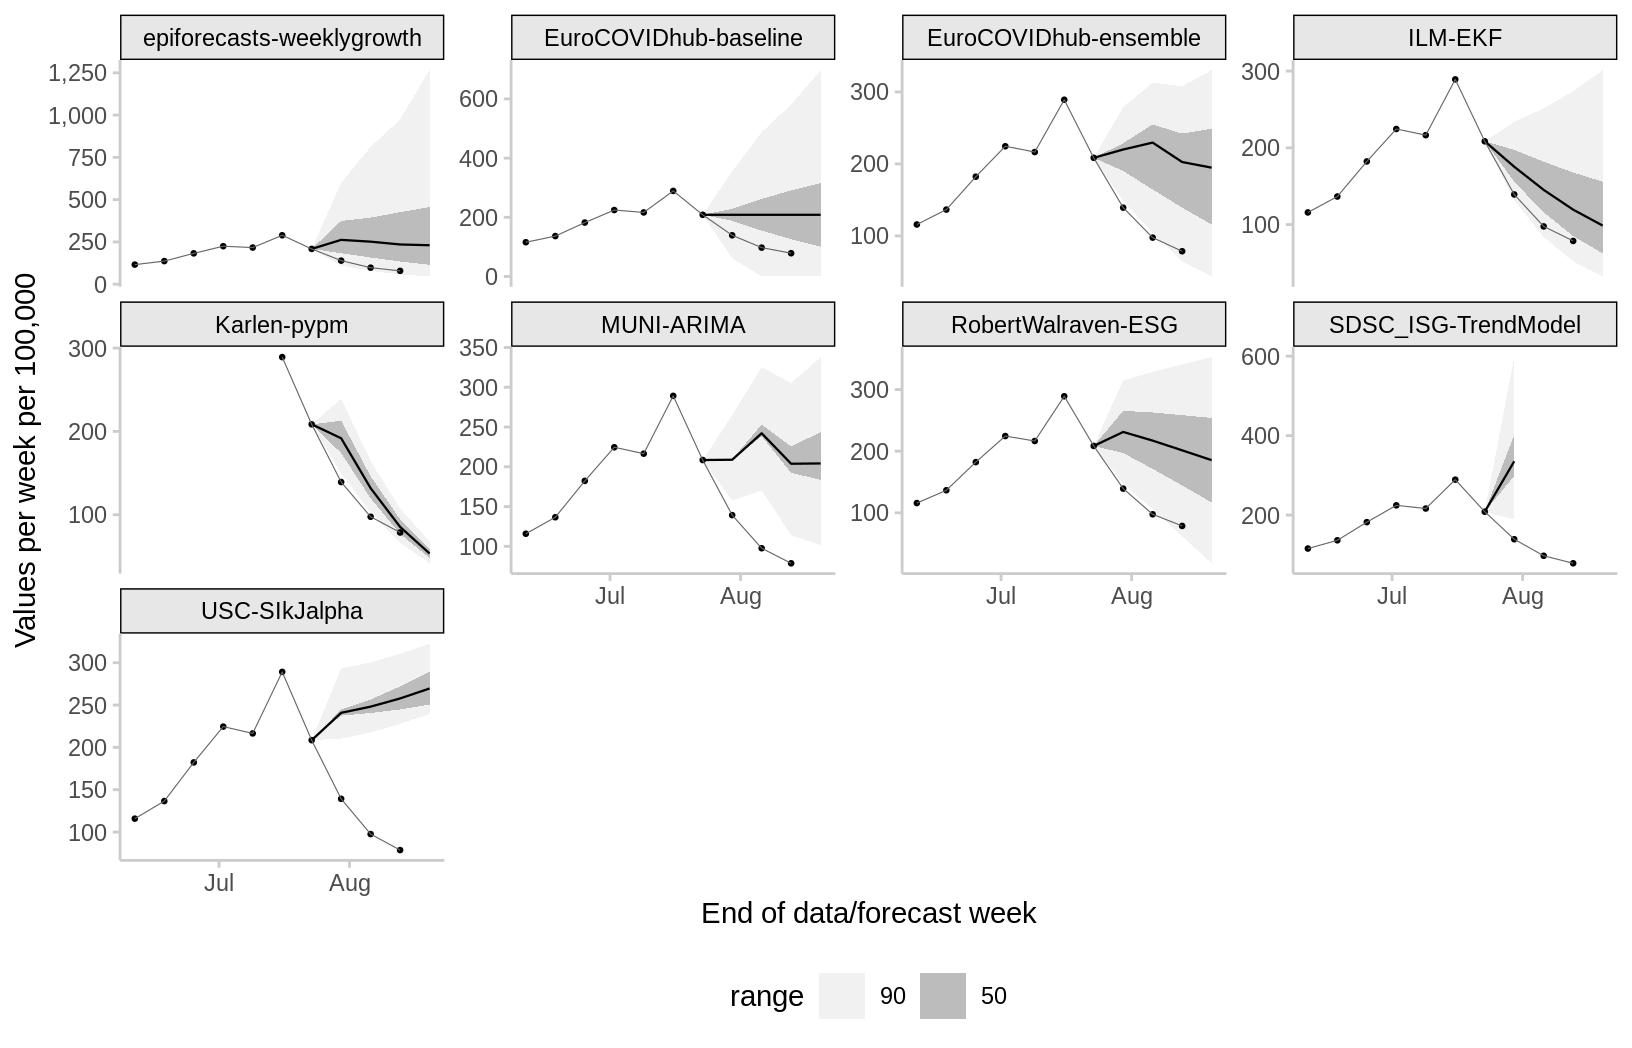 epiforecasts-weeklygrowth
EuroCOVIDhub-baseline
EuroCOVIDhub-ensemble
ILM-EKF
1,250
1,000
750
500
250
0
600
400
200
0
300
200
100
300
200
100
Karlen-pypm
MUNI-ARIMA
RobertWalraven-ESG
SDSC_ISG-TrendModel
300
200
100
350
300
250
200
150
100
Jul
Aug
300
200
100
Jul
Aug
600
400
200
Jul
Aug
USC-SIkJalpha
300
250
200
150
100
Jul
Aug
Values per week per 100,000
End of data/forecast week
range
90
50